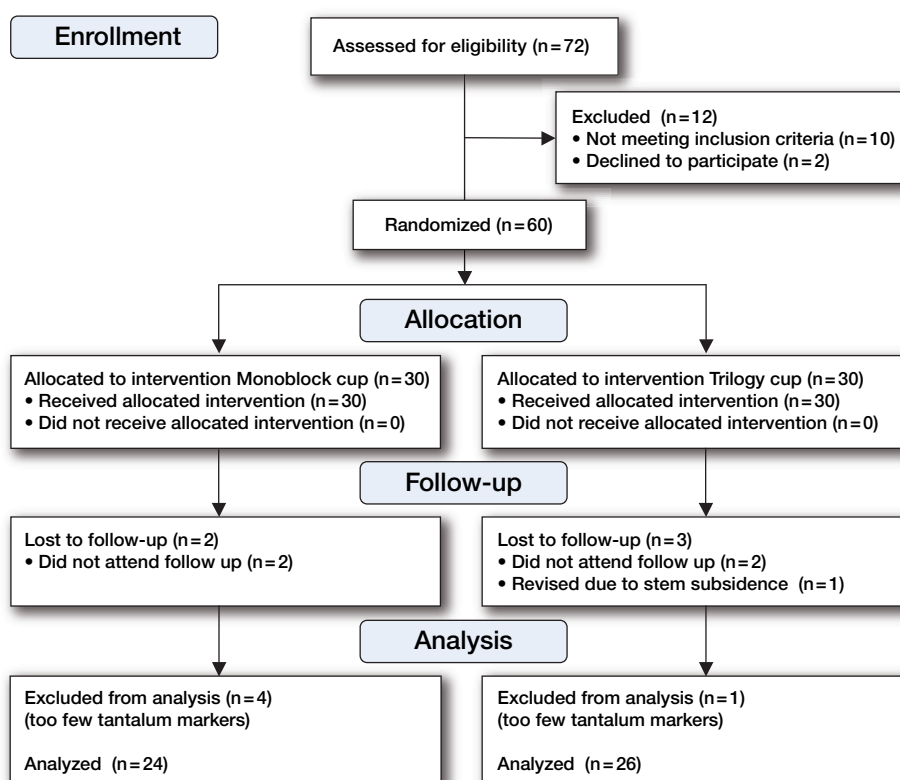 Enrollment
Assessed for eligibility (n=72)
Excluded (n=12)
• Not meeting inclusion criteria (n=10)
• Declined to participate (n=2)
Randomized (n=60)
Allocation
Allocated to intervention Monoblock cup (n=30)
• Received allocated intervention (n=30)
• Did not receive allocated intervention (n=0)
Allocated to intervention Trilogy cup (n=30)
• Received allocated intervention (n=30)
• Did not receive allocated intervention (n=0)
Follow-up
Lost to follow-up (n=2)
• Did not attend follow up (n=2)
Lost to follow-up (n=3)
• Did not attend follow up (n=2)
• Revised due to stem subsidence (n=1)
Analysis
Excluded from analysis (n=4)
(too few tantalum markers)
Analyzed (n=24)
Excluded from analysis (n=1)
(too few tantalum markers)
Analyzed (n=26)